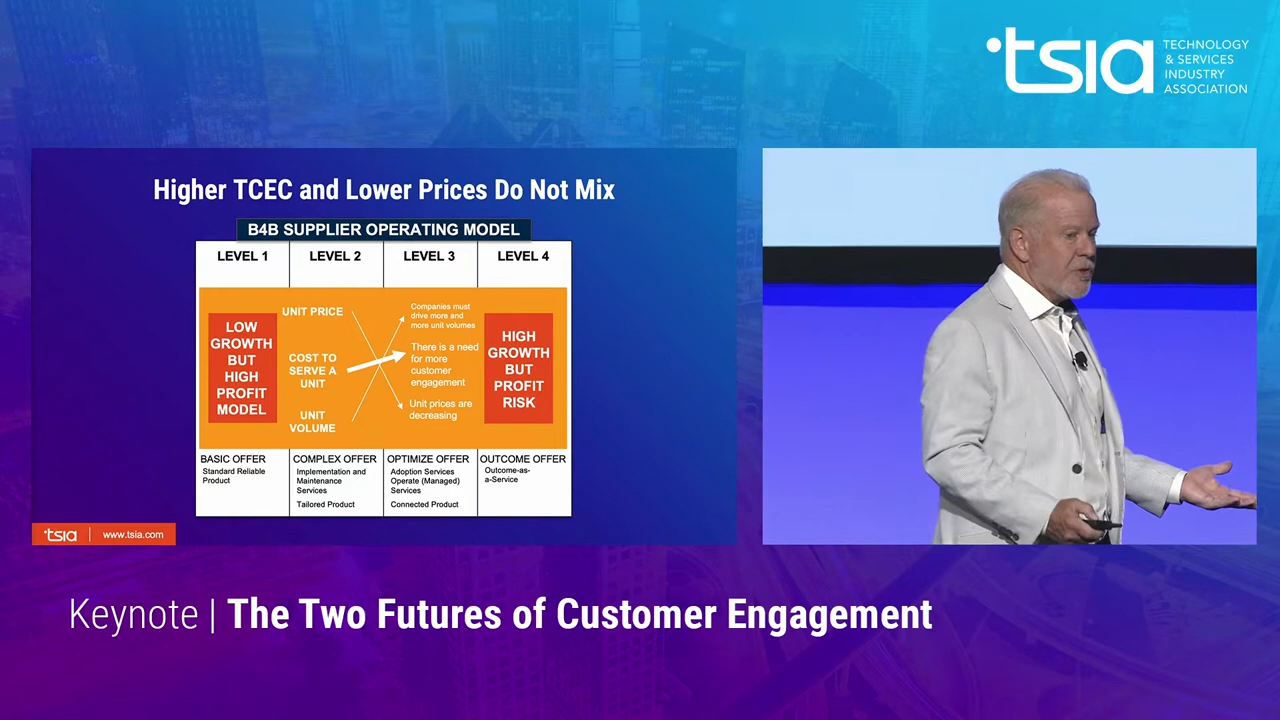 tsia
TECHNOLOGY
& SERVICES
INDUSTRY
ASSOCIATION
Higher TCEC and Lower Prices Do Not Mix
B4B SUPPLIER OPERATING MODEL
LEVEL 1
LEVEL 2
LEVEL 3
LEVEL 4
LOW
GROWTH
BUT
HIGH
PROFIT
MODEL
UNIT PRICE
COST TO
SERVE A
UNIT
UNIT
VOLUME
Companies must
drive more and
more unit volumes
There is a need
for more
customer
engagement
Unit prices are
decreasing
HIGH
GROWTH
BUT
PROFIT
RISK
BASIC OFFER
Standard Reliable
Product
COMPLEX OFFER
Implementation and
Maintenance
Services
Tailored Product
OPTIMIZE OFFER
Adoption Services
Operate (Managed)
Services
Connected Product
OUTCOME OFFER
Outcome-as-
a-Service
tsia | www.tsia.com
Keynote | The Two Futures of Customer Engagement